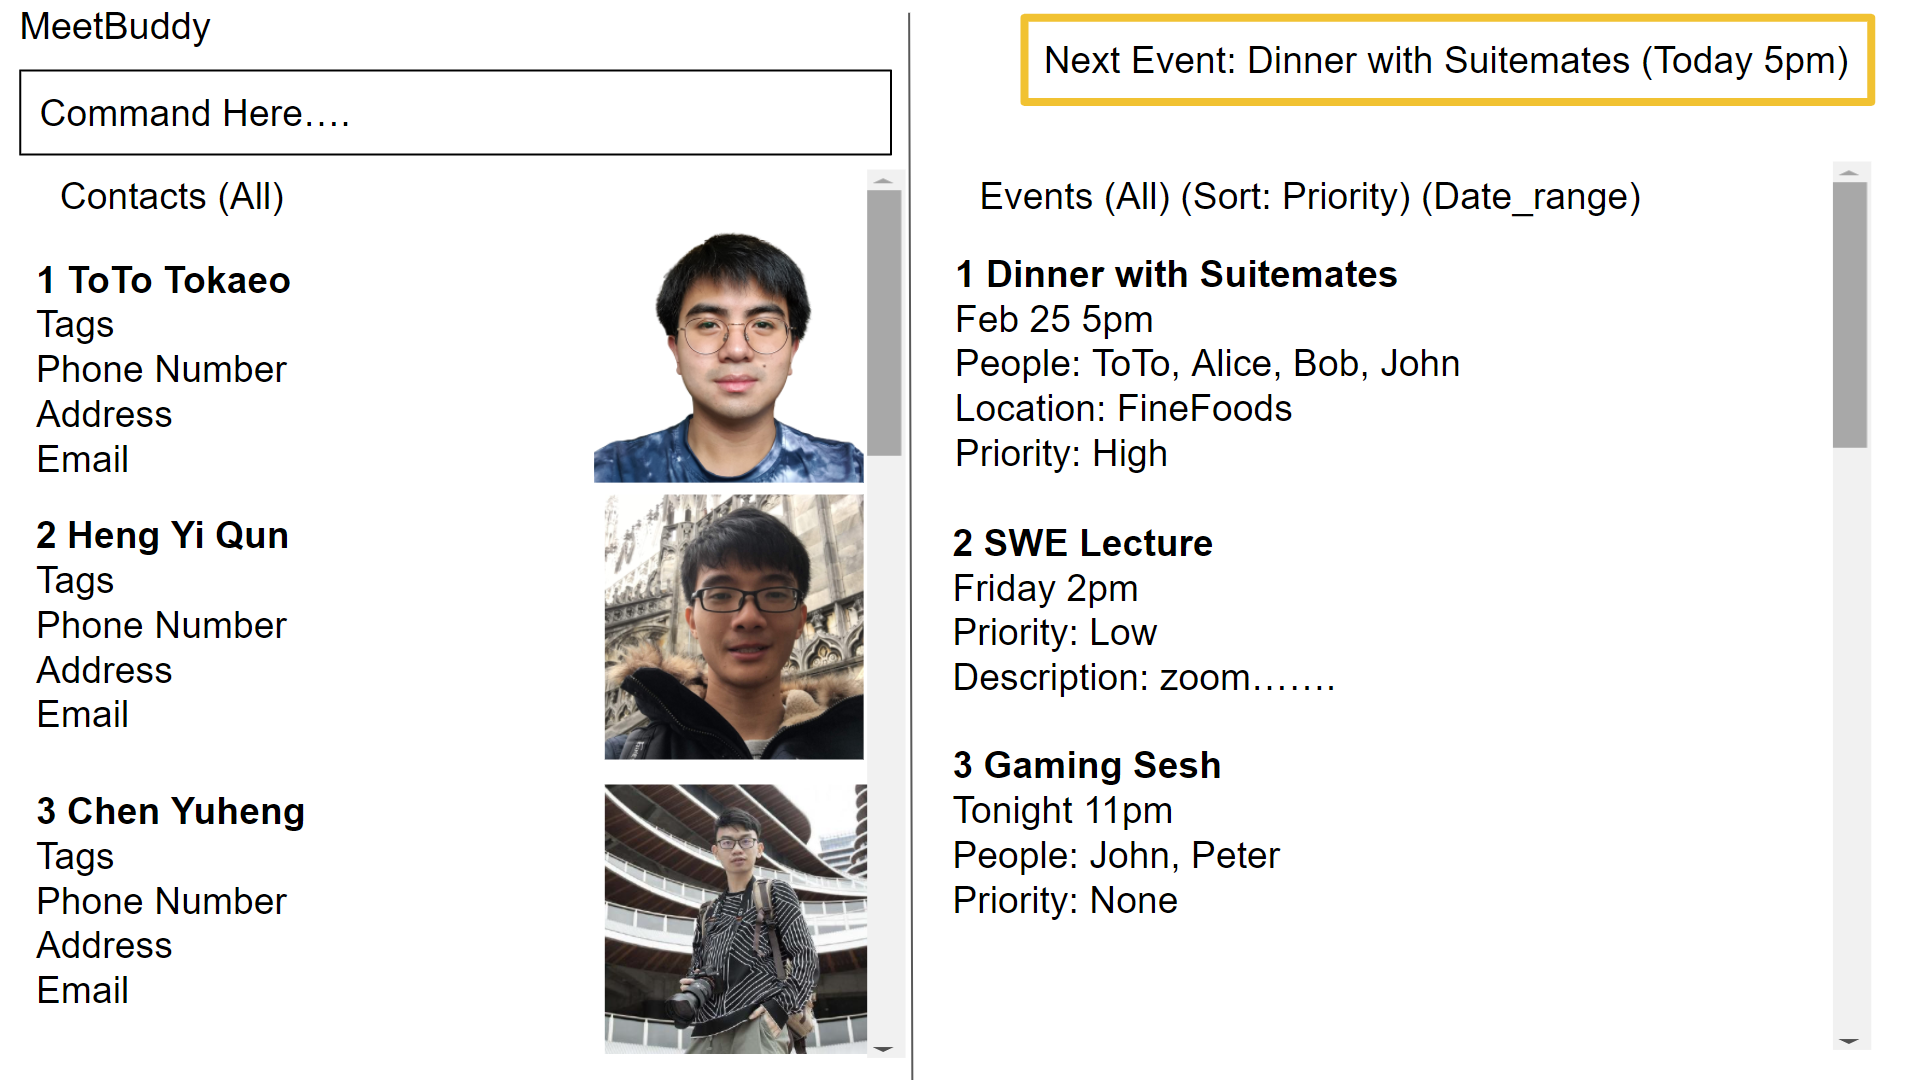 MeetBuddy
Command Here….
Contacts (All)
1 ToTo Tokaeo
Tags
Phone Number
Address
Email
2 Heng Yi Qun
Tags
Phone Number
Address
Email
3 Chen Yuheng
Tags
Phone Number
Address
Email
Next Event: Dinner with Suitemates (Today 5pm)
Events (All) (Sort: Priority) (Date_range)
1 Dinner with Suitemates
Feb 25 5pm
People: ToTo, Alice, Bob, John
Location: FineFoods
Priority: High
2 SWE Lecture
Friday 2pm
Priority: Low
Description: zoom…….
3 Gaming Sesh
Tonight 11pm
People: John, Peter
Priority: None